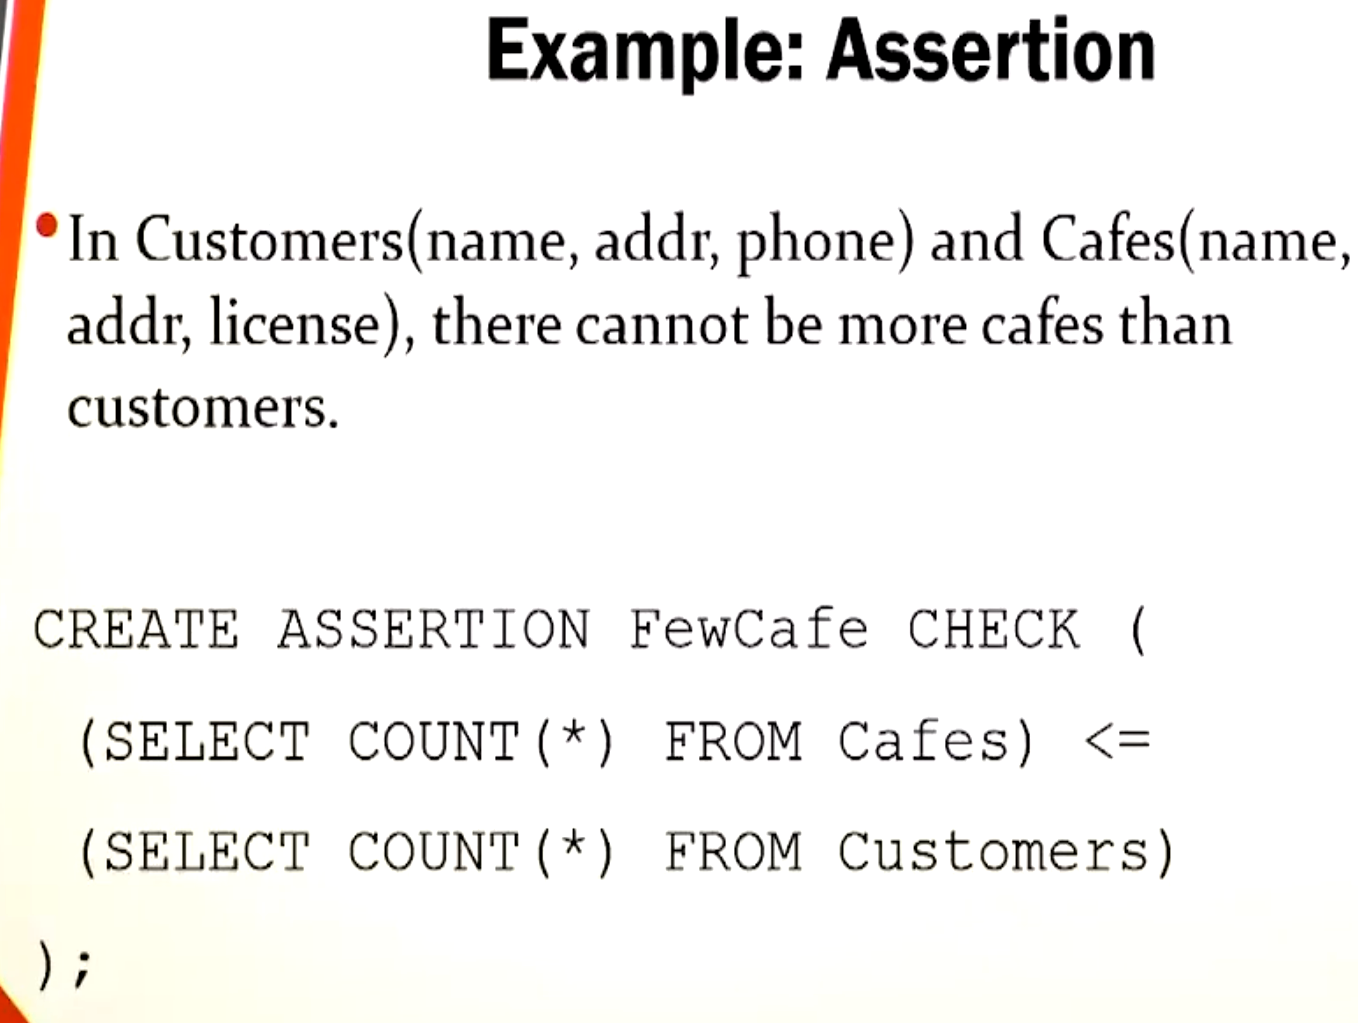 Example: Assertion
•In Customers(name, addr, phone) and Cafes(name,
addr, license), there cannot be more cafes than
customers.
CREATE ASSERTION FewCafe CHECK (
(SELECT COUNT(*) FROM Cafes) <=
(SELECT COUNT(*) FROM Customers)
);